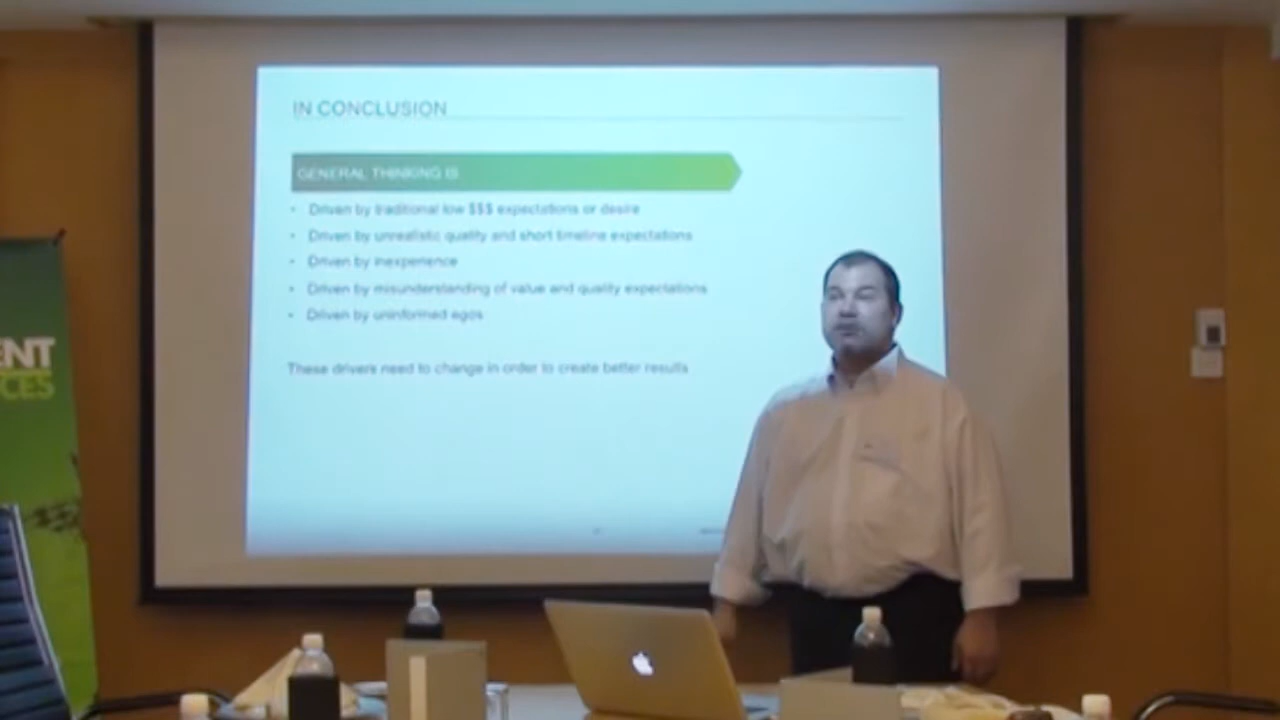 IN CONCLUSION
GENERAL THINKING IS
• Driven by traditional low $$$ expectations or desire
• Driven by unrealistic quality and short timeline expectations
• Driven by inexperience
• Driven by misunderstanding of value and quality expectations
• Driven by uninformed egos
These drivers need to change in order to create better results
ENT
CES